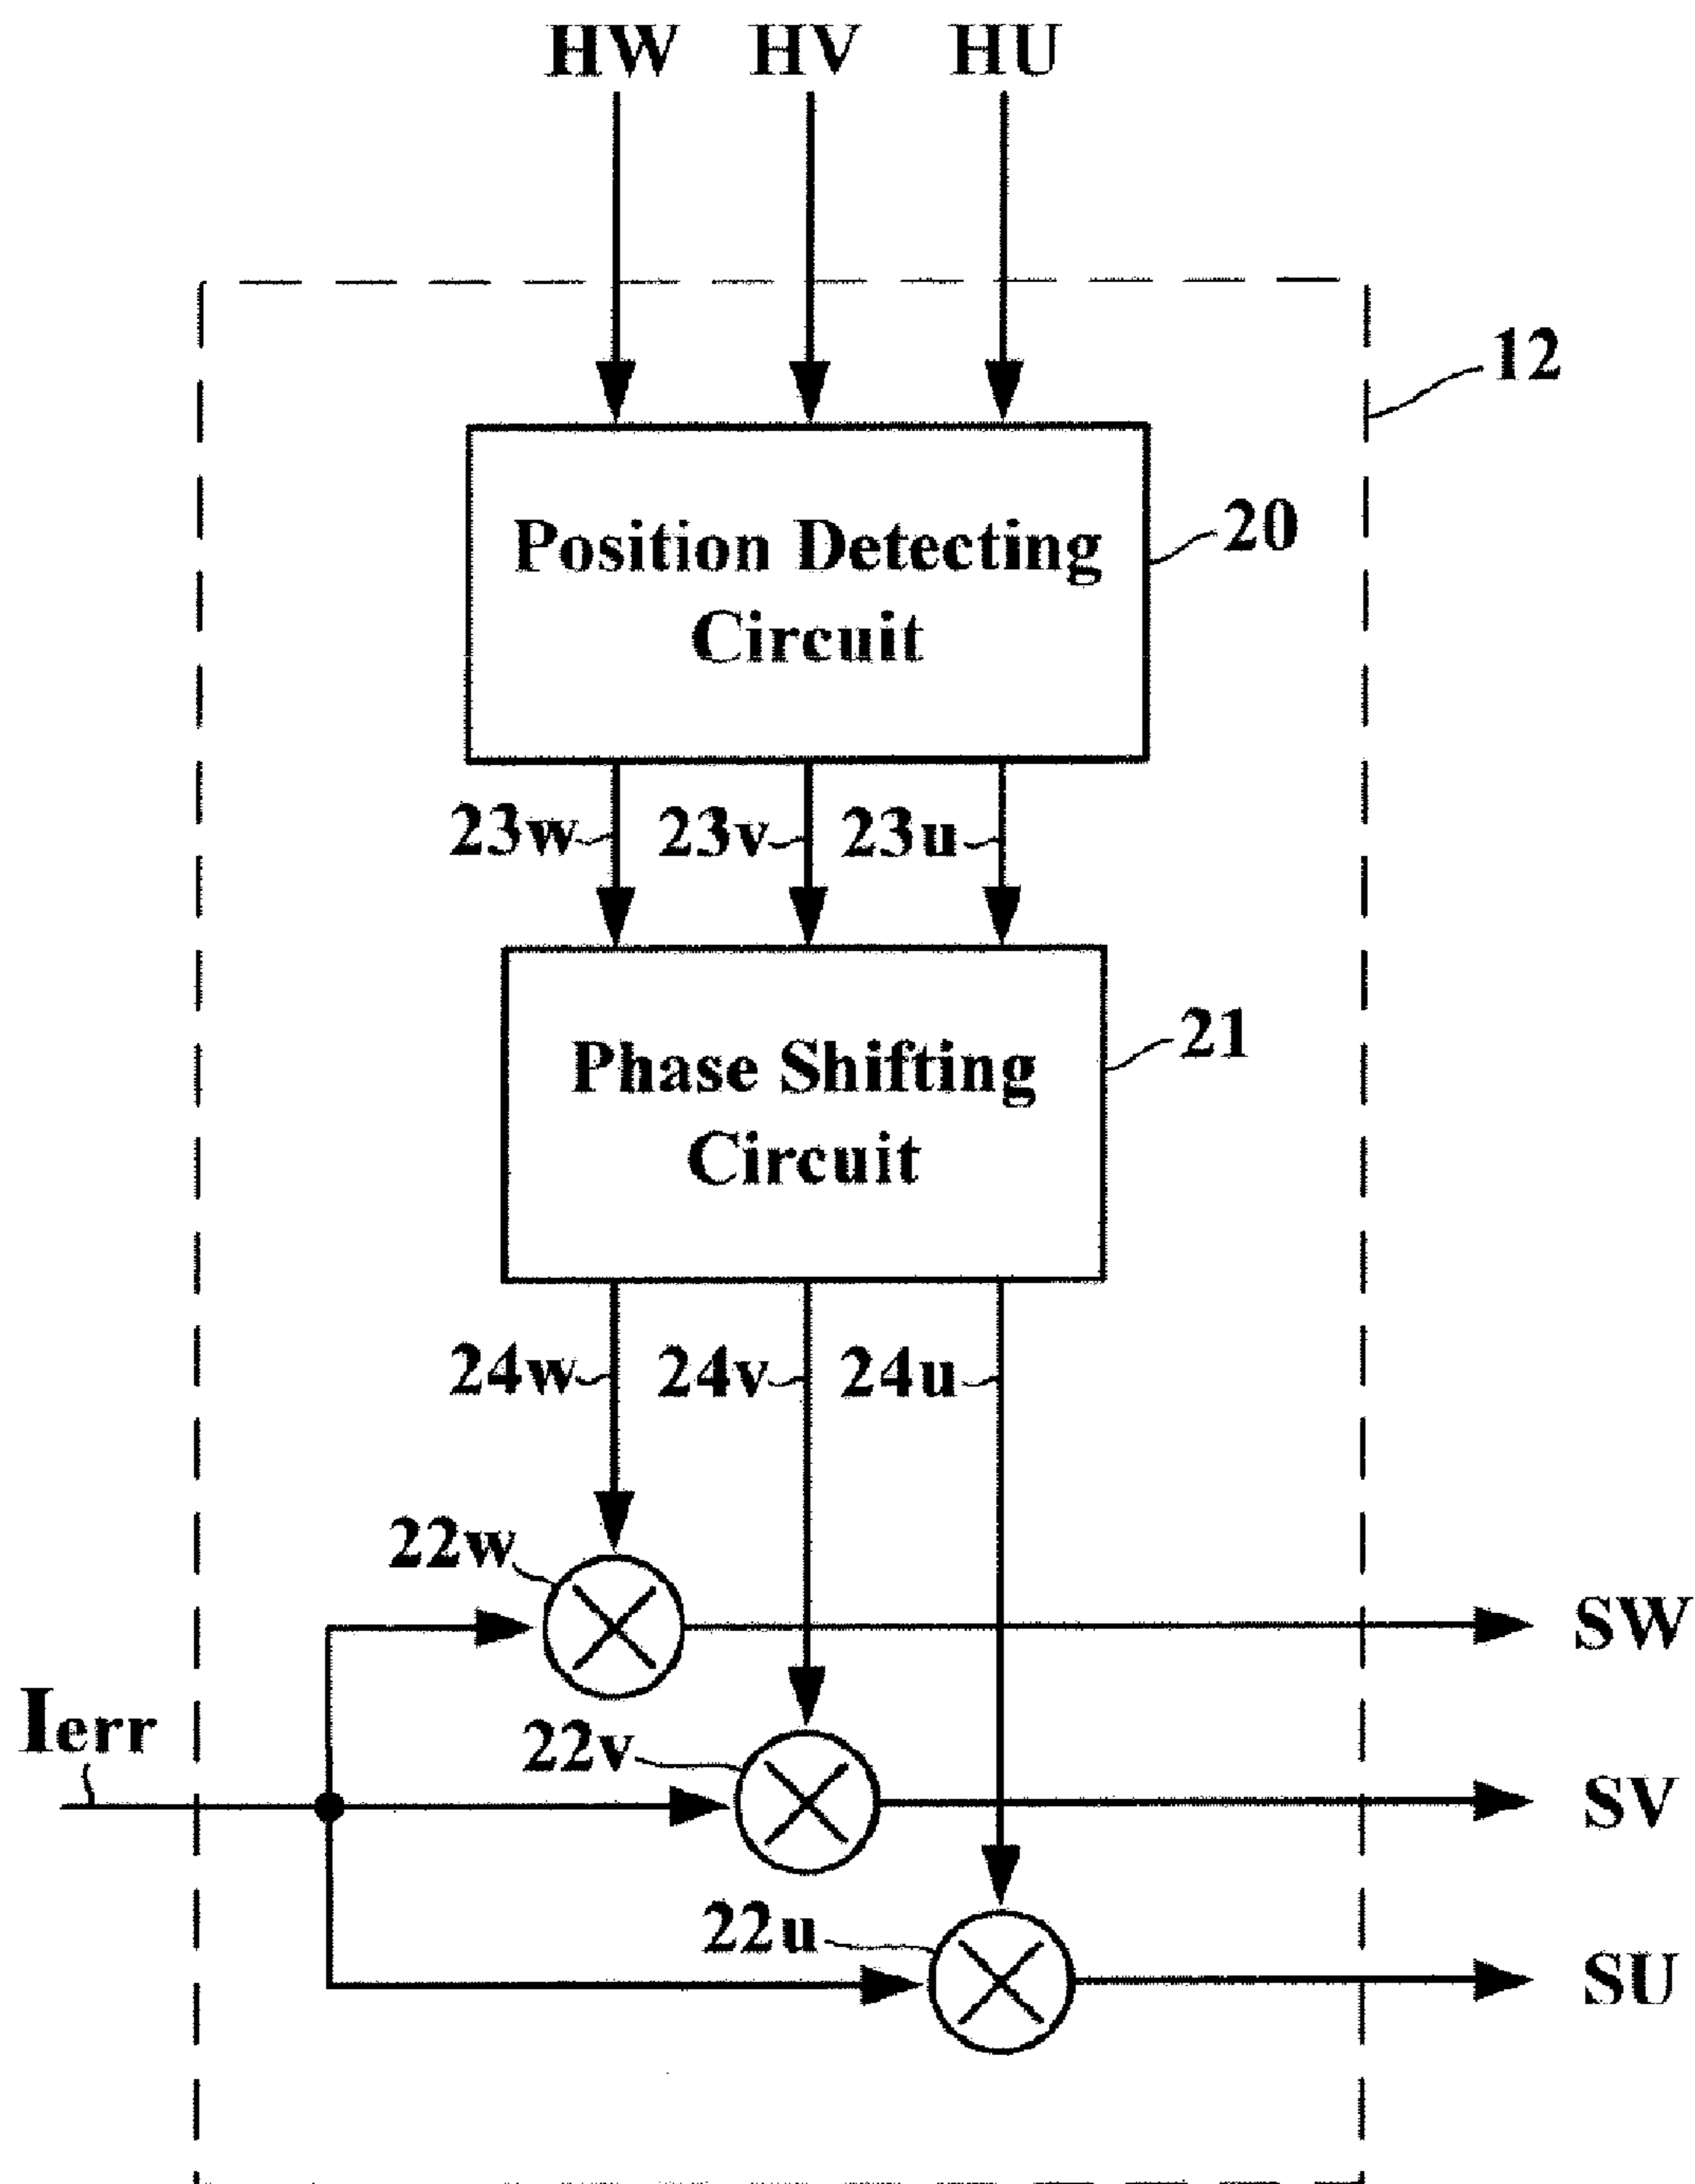 HW HV HU
12
Position Detecting
Circuit
20
23w 23v 23u
Phase Shifting
Circuit
21
24w 24v 24u
22w
SW
Ierr
22v
SV
22u
SU